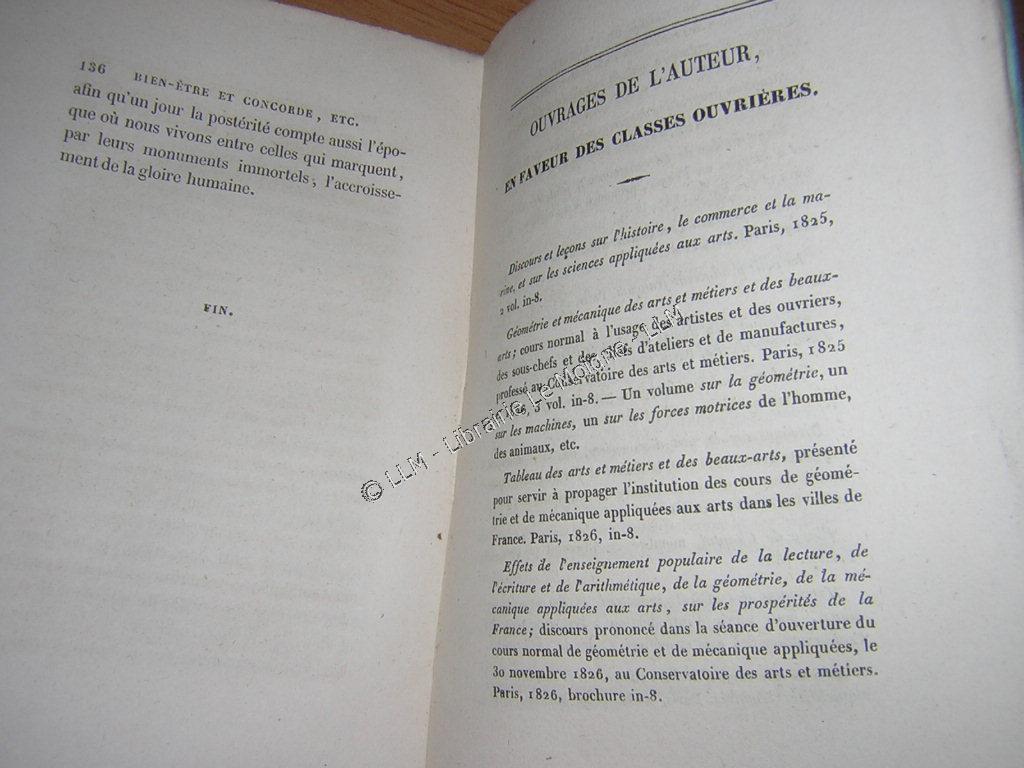 136 BIEN-ÊTRE ET CONCORDE, ETC.
afin qu'un jour la postérité compte aussi l'épo-
que où nous vivons entre celles qui marquent,
par leurs monuments immortels, l'accroisse-
ment de la gloire humaine.
FIN.
OUVRAGES DE L'AUTEUR,
EN FAVEUR DES CLASSES OUVRIÈRES.
Discours et leçons sur l'histoire, le commerce et la ma-
rine, et sur les sciences appliquées aux arts. Paris, 1825,
2 vol. in-8.
Géométrie et mécanique des arts et métiers et des beaux-
arts; cours normal à l'usage des artistes et des ouvriers,
des sous-chefs et des chefs d'ateliers et de manufactures,
professé au Conservatoire des arts et métiers. Paris, 1825
3 vol. in-8. — Un volume sur la géométrie, un
sur les machines, un sur les forces motrices de l'homme,
des animaux, etc.
Tableau des arts et métiers et des beaux-arts, présenté
pour servir à propager l'institution des cours de géomé-
trie et de mécanique appliquées aux arts dans les villes de
France. Paris, 1826, in-8.
Effets de l'enseignement populaire de la lecture, de
l'écriture et de l'arithmétique, de la géométrie, de la mé-
canique appliquées aux arts, sur les prospérités de la
France; discours prononcé dans la séance d'ouverture du
cours normal de géométrie et de mécanique appliquées, le
30 novembre 1826, au Conservatoire des arts et métiers.
Paris, 1826, brochure in-8.
© LLM - Librairie Le Molène - LLM